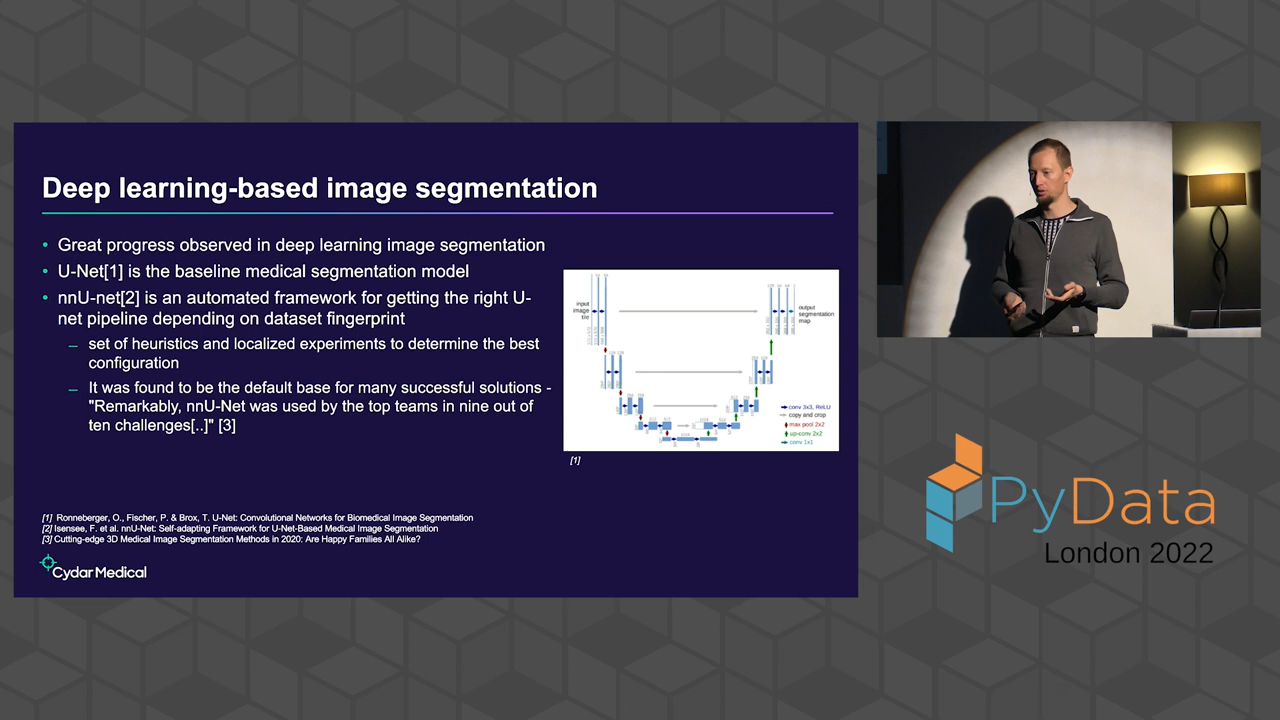 Deep learning-based image segmentation
• Great progress observed in deep learning image segmentation
• U-Net[1] is the baseline medical segmentation model
• nnU-net[2] is an automated framework for getting the right U-
net pipeline depending on dataset fingerprint
– set of heuristics and localized experiments to determine the best
configuration
– It was found to be the default base for many successful solutions -
"Remarkably, nnU-Net was used by the top teams in nine out of
ten challenges[..]" [3]
input
image
tile
output
segmentation
map
conv 3x3, ReLU
copy and crop
max pool 2x2
up-conv 2x2
conv 1x1
[1]
[1] Ronneberger, O., Fischer, P. & Brox, T. U-Net: Convolutional Networks for Biomedical Image Segmentation
[2] Isensee, F. et al. nnU-Net: Self-adapting Framework for U-Net-Based Medical Image Segmentation
[3] Cutting-edge 3D Medical Image Segmentation Methods in 2020: Are Happy Families All Alike?
Cydar Medical
PyData
London 2022